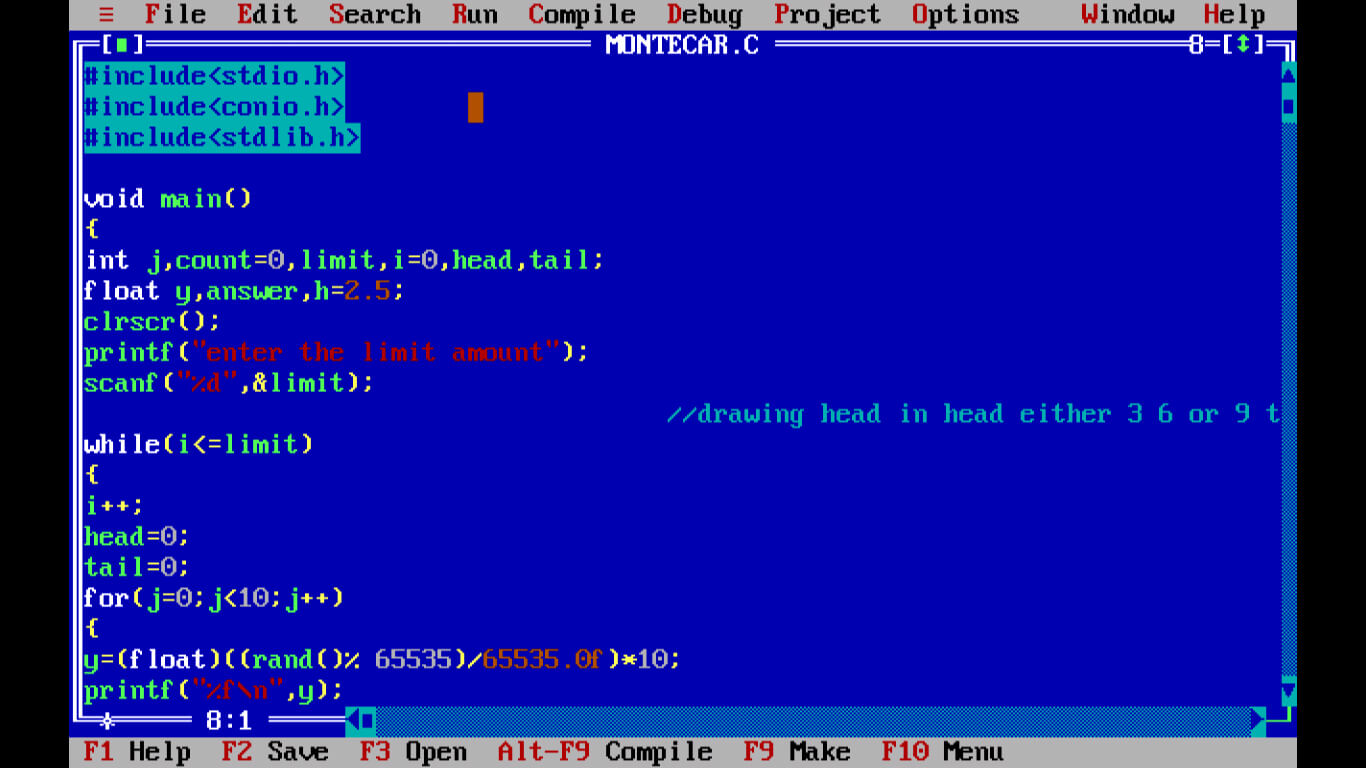 ≡ File Edit Search Run Compile Debug Project Options Window Help
[■] MONTECAR.C 8=[↕]
#include<stdio.h>
#include<conio.h>
#include<stdlib.h>
void main()
{
int j,count=0,limit,i=0,head,tail;
float y,answer,h=2.5;
clrscr();
printf("enter the limit amount");
scanf("%d",&limit);
//drawing head in head either 3 6 or 9 t
while(i<=limit)
{
i++;
head=0;
tail=0;
for(j=0;j<10;j++)
{
y=(float)((rand()% 65535)/65535.0f)*10;
printf("%f\n",y);
8:1
F1 Help F2 Save F3 Open Alt-F9 Compile F9 Make F10 Menu